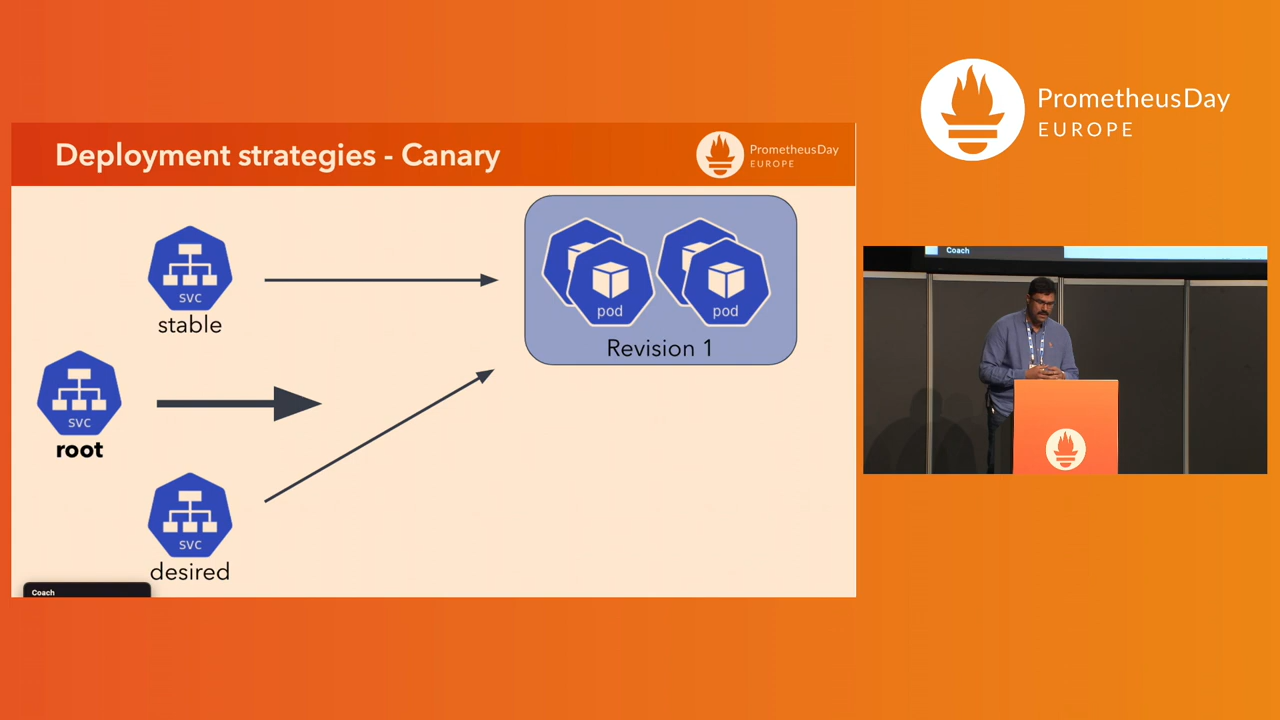 Deployment strategies - Canary
PrometheusDay
EUROPE
svc
stable
svc
root
svc
desired
pod
pod
Revision 1
Coach
PrometheusDay
EUROPE
Coach